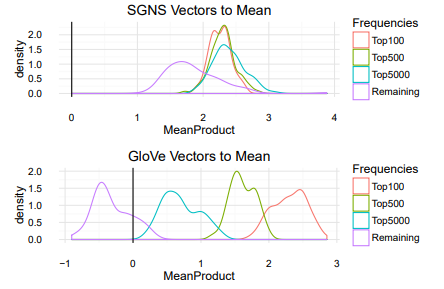 SGNS Vectors to Mean
density
2.0
1.5
1.0
0.5
0.0
0 1 2 3 4
MeanProduct
Frequencies
Top100
Top500
Top5000
Remaining
GloVe Vectors to Mean
density
2.0
1.5
1.0
0.5
0.0
−1 0 1 2 3
MeanProduct
Frequencies
Top100
Top500
Top5000
Remaining